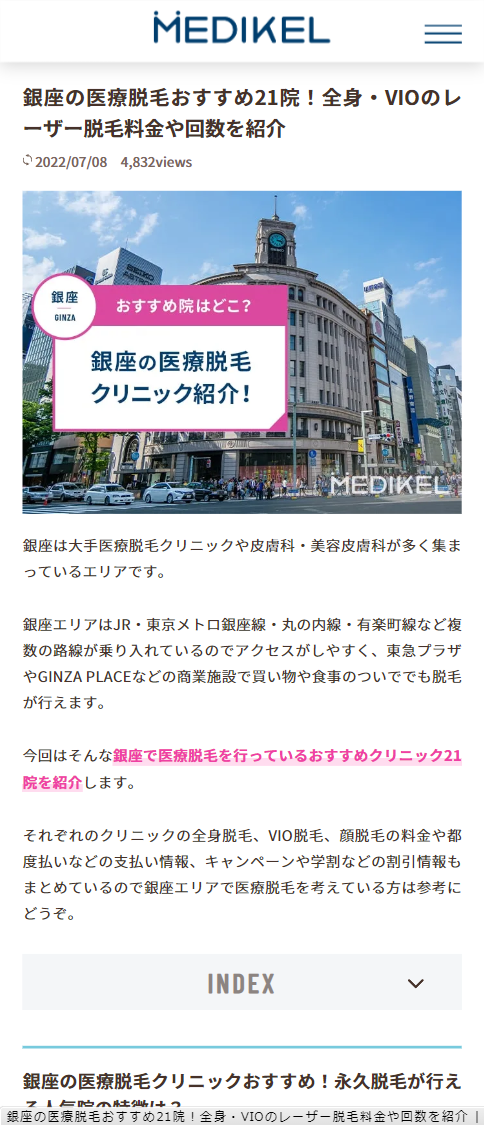 MEDIKEL
銀座の医療脱毛おすすめ21院！全身・VIOのレ
ーザー脱毛料金や回数を紹介
2022/07/08 4,832views
SEIKO
ASTRON
銀座
GINZA
おすすめ院はどこ？
銀座の医療脱毛
クリニック紹介！
MEDIKEL
銀座は大手医療脱毛クリニックや皮膚科・美容皮膚科が多く集ま
っているエリアです。
銀座エリアはJR・東京メトロ銀座線・丸の内線・有楽町線など複
数の路線が乗り入れているのでアクセスがしやすく、東急プラザ
やGINZA PLACEなどの商業施設で買い物や食事のついででも脱毛
が行えます。
今回はそんな銀座で医療脱毛を行っているおすすめクリニック21
院を紹介します。
それぞれのクリニックの全身脱毛、VIO脱毛、顔脱毛の料金や都
度払いなどの支払い情報、キャンペーンや学割などの割引情報も
まとめているので銀座エリアで医療脱毛を考えている方は参考に
どうぞ。
INDEX
銀座の医療脱毛クリニックおすすめ！永久脱毛が行え
る人気院の特徴は？
銀座の医療脱毛おすすめ21院！全身・VIOのレーザー脱毛料金や回数を紹介 |